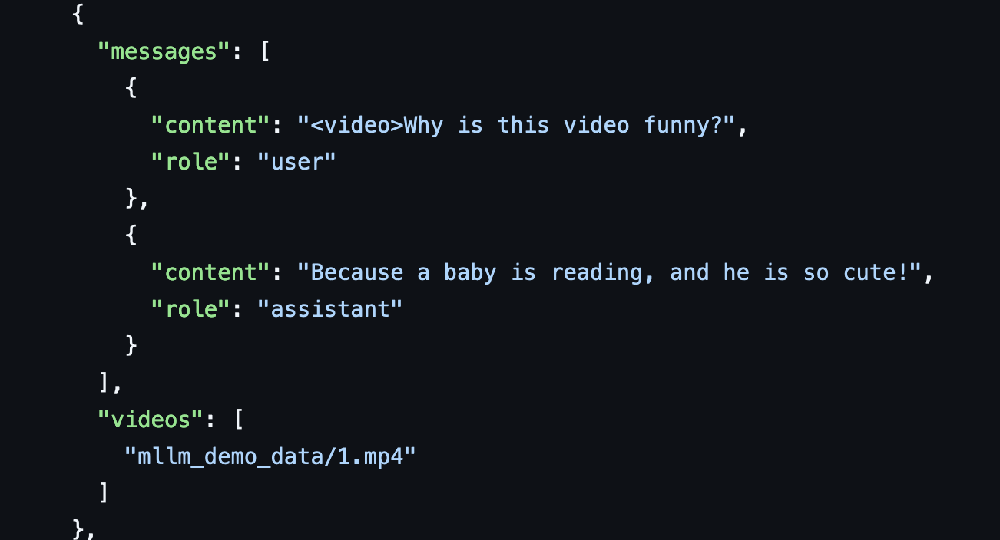 {
"messages": [
{
"content": "<video>Why is this video funny?",
"role": "user"
},
{
"content": "Because a baby is reading, and he is so cute!",
"role": "assistant"
}
],
"videos": [
"mllm_demo_data/1.mp4"
]
},